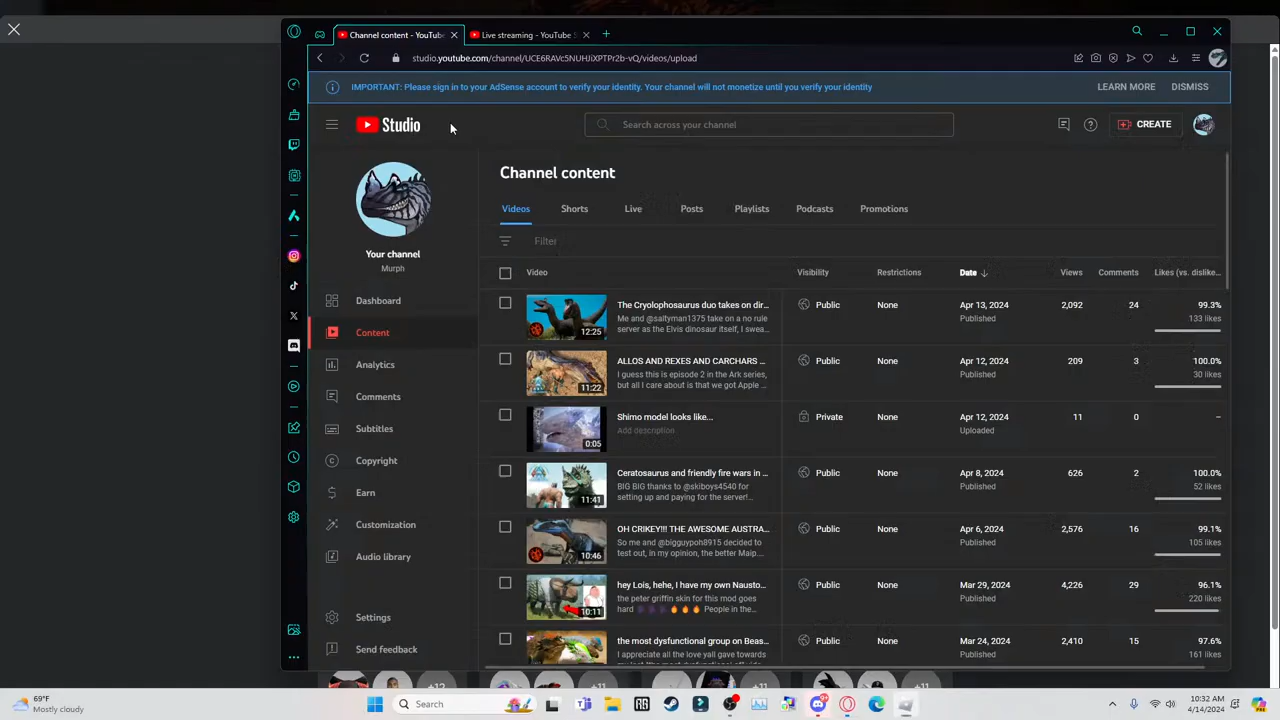 Channel content - YouTube
Live streaming - YouTube S
studio.youtube.com/channel/UCE6RAVc5NUHJiXPTPr2b-vQ/videos/upload
IMPORTANT: Please sign in to your AdSense account to verify your identity. Your channel will not monetize until you verify your identity
LEARN MORE
DISMISS
Studio
Search across your channel
CREATE
Your channel
Murph
Dashboard
Content
Analytics
Comments
Subtitles
Copyright
Earn
Customization
Audio library
Settings
Send feedback
Channel content
Videos Shorts Live Posts Playlists Podcasts Promotions
Filter
Video Visibility Restrictions Date Views Comments Likes (vs. dislike...
12:25
The Cryolophosaurus duo takes on dir... Public None Apr 13, 2024 2,092 24 99.3%
Me and @saltyman1375 take on a no rule Published 133 likes
server as the Elvis dinosaur itself, I swea...
11:22
ALLOS AND REXES AND CARCHARS ... Public None Apr 12, 2024 209 3 100.0%
I guess this is episode 2 in the Ark series, Published 30 likes
but all I care about is that we got Apple ...
0:05
Shimo model looks like... Private None Apr 12, 2024 11 0 –
Add description Uploaded
11:41
Ceratosaurus and friendly fire wars in ... Public None Apr 8, 2024 626 2 100.0%
BIG BIG thanks to @skiboys4540 for Published 52 likes
setting up and paying for the server!...
10:46
OH CRIKEY!!! THE AWESOME AUSTRA... Public None Apr 6, 2024 2,576 16 99.1%
So me and @bigguypoh8915 decided to Published 105 likes
test out, in my opinion, the better Maip...
10:11
hey Lois, hehe, I have my own Nausto... Public None Mar 29, 2024 4,226 29 96.1%
the peter griffin skin for this mod goes Published 220 likes
hard 🔥🔥🔥 People in the...
the most dysfunctional group on Beas... Public None Mar 24, 2024 2,410 15 97.6%
I appreciate all the love yall gave towards Published 161 likes
+12
+11
+11
+11
69°F
Mostly cloudy
Search
10:32 AM
4/14/2024